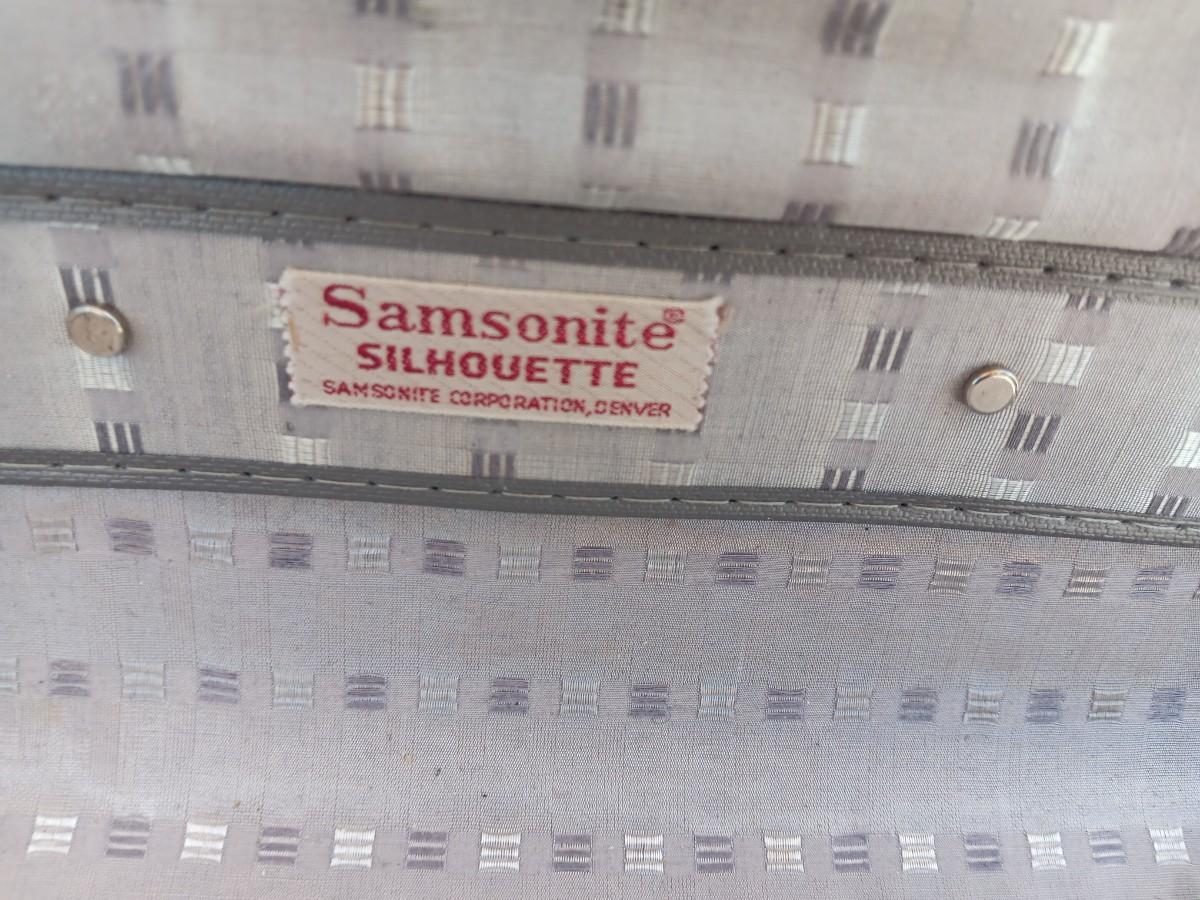 Samsonite®
SILHOUETTE
SAMSONITE CORPORATION, DENVER